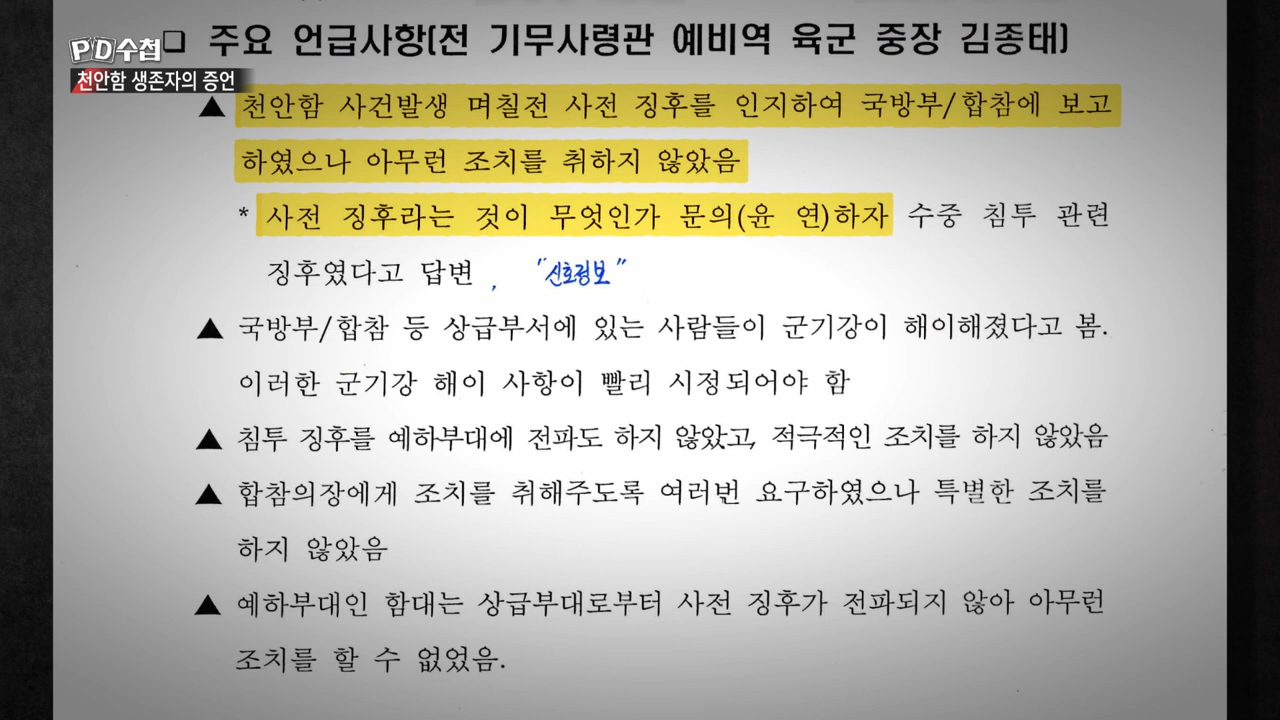 PD수첩
천안함 생존자의 증언
□ 주요 언급사항(전 기무사령관 예비역 육군 중장 김종태)
▲ 천안함 사건발생 며칠전 사전 징후를 인지하여 국방부/합참에 보고
하였으나 아무런 조치를 취하지 않았음
* 사전 징후라는 것이 무엇인가 문의(윤 연)하자 수중 침투 관련
징후였다고 답변 , "신호정보"
▲ 국방부/합참 등 상급부서에 있는 사람들이 군기강이 해이해졌다고 봄.
이러한 군기강 해이 사항이 빨리 시정되어야 함
▲ 침투 징후를 예하부대에 전파도 하지 않았고, 적극적인 조치를 하지 않았음
▲ 합참의장에게 조치를 취해주도록 여러번 요구하였으나 특별한 조치를
하지 않았음
▲ 예하부대인 함대는 상급부대로부터 사전 징후가 전파되지 않아 아무런
조치를 할 수 없었음.